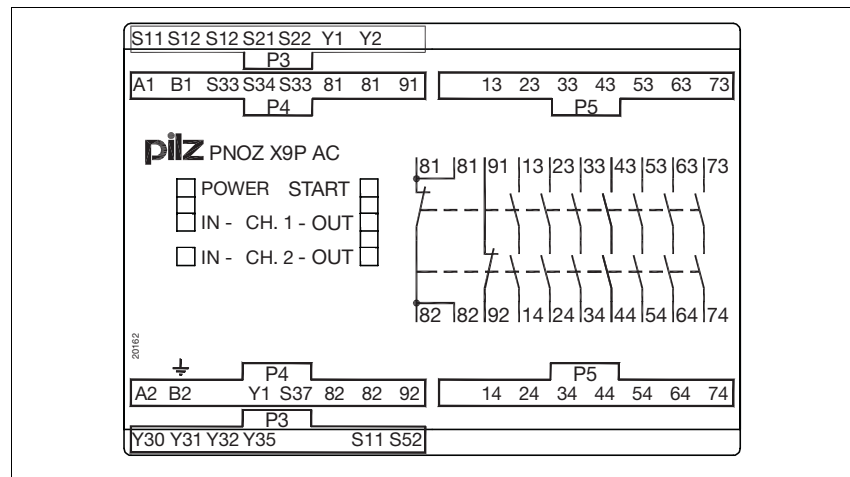 S11 S12 S12 S21 S22 Y1 Y2
P3
A1 B1 S33 S34 S33 81 81 91 13 23 33 43 53 63 73
P4 P5
pilz PNOZ X9P AC
POWER START
IN - CH. 1 - OUT
IN - CH. 2 - OUT
81 81 91 13 23 33 43 53 63 73
82 82 92 14 24 34 44 54 64 74
20162
P4 P5
A2 B2 Y1 S37 82 82 92 14 24 34 44 54 64 74
P3
Y30 Y31 Y32 Y35 S11 S52